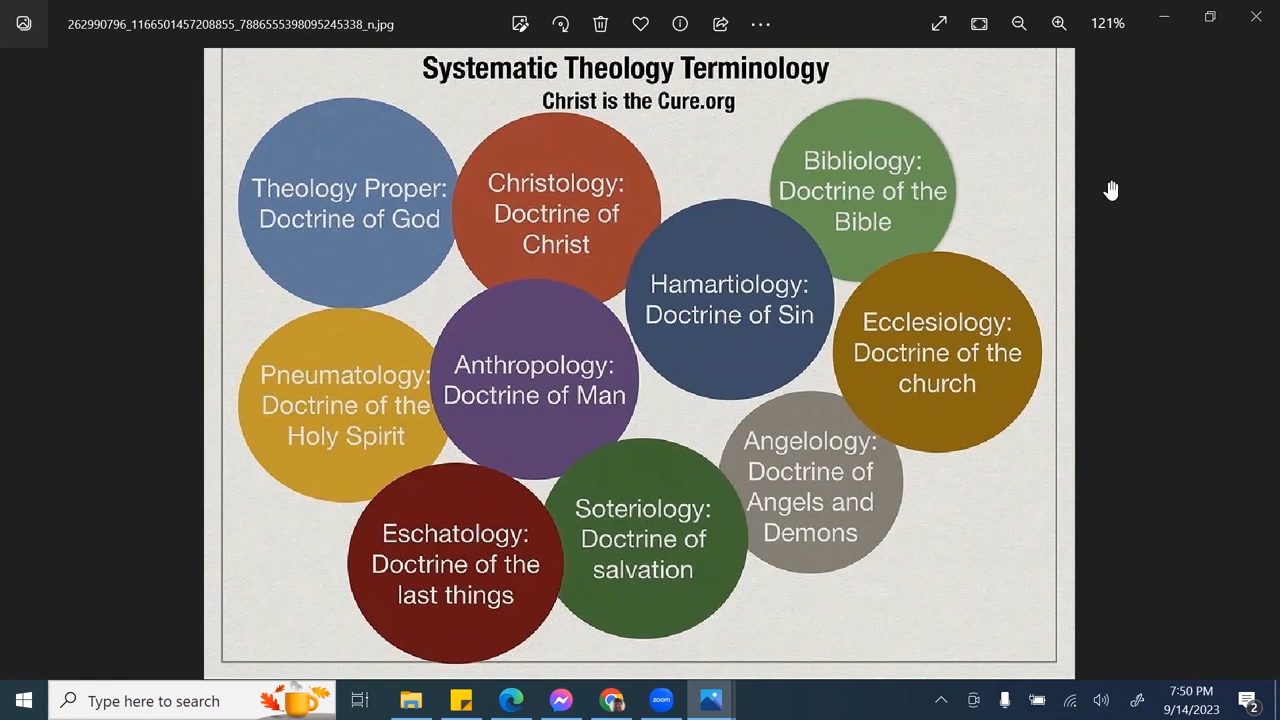 262990796_1166501457208855_7886555398095245338_n.jpg
121%
Systematic Theology Terminology
Christ is the Cure.org
Theology Proper:
Doctrine of God
Christology:
Doctrine of
Christ
Bibliology:
Doctrine of the
Bible
Hamartiology:
Doctrine of Sin
Ecclesiology:
Doctrine of the
church
Pneumatology:
Doctrine of the
Holy Spirit
Anthropology:
Doctrine of Man
Angelology:
Doctrine of
Angels and
Demons
Eschatology:
Doctrine of the
last things
Soteriology:
Doctrine of
salvation
Type here to search
zoom
7:50 PM
9/14/2023
2